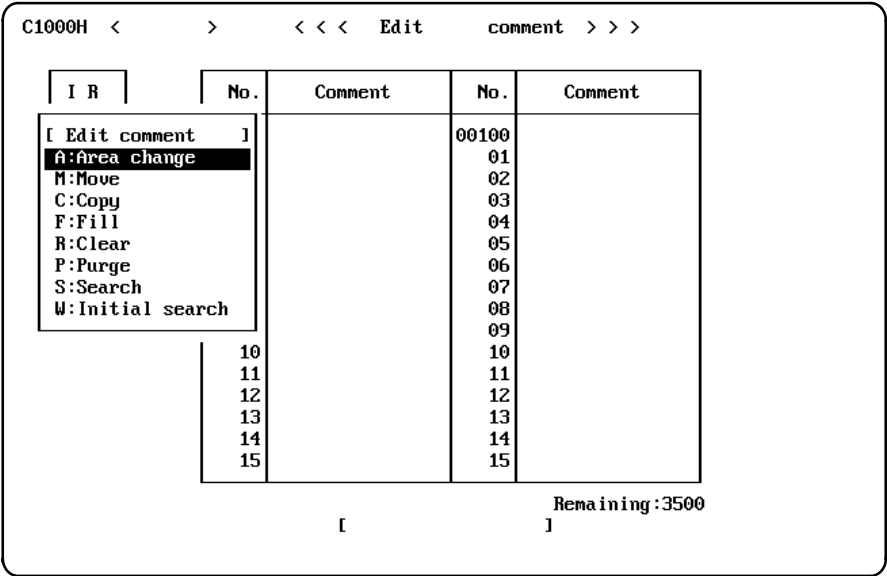 C1000H < > < < < Edit comment > > >
I R No. Comment No. Comment
[ Edit comment ] 00100
A:Area change 01
M:Move 02
C:Copy 03
F:Fill 04
R:Clear 05
P:Purge 06
S:Search 07
W:Initial search 08
09
10 10
11 11
12 12
13 13
14 14
15 15
Remaining:3500
[ ]